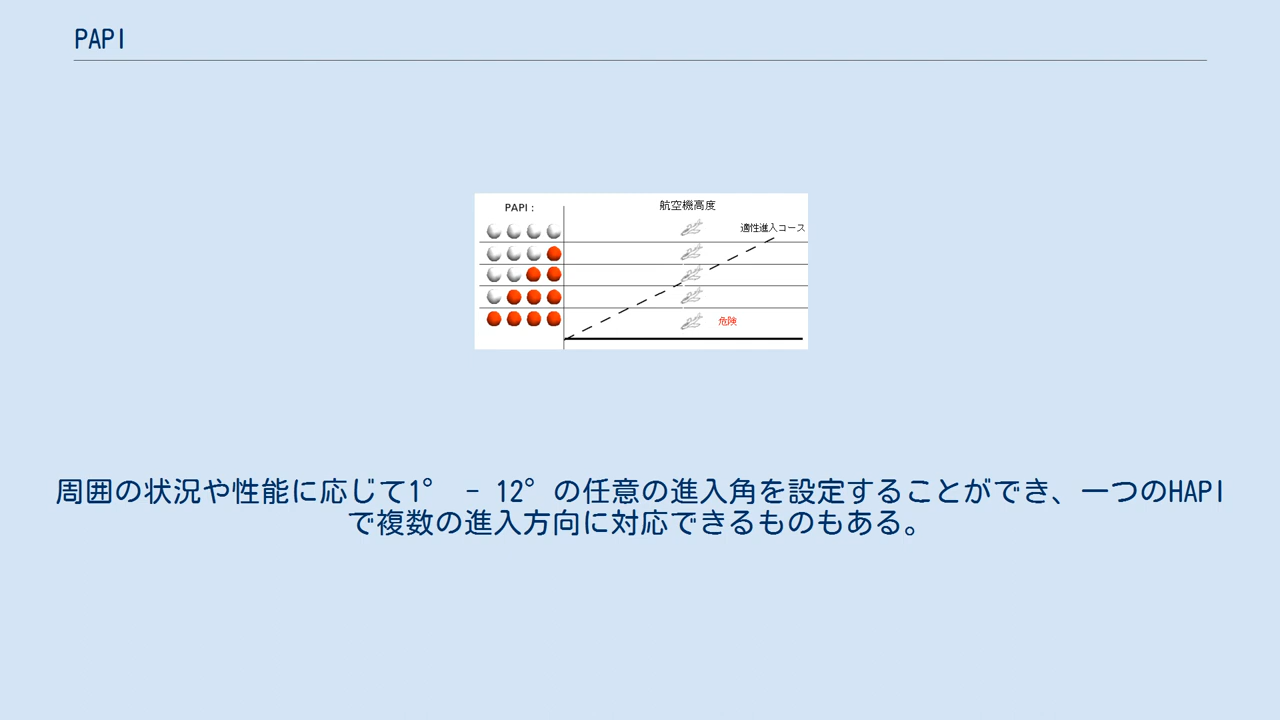 PAPI
PAPI :
航空機高度
適性進入コース
危険
周囲の状況や性能に応じて1° - 12°の任意の進入角を設定することができ、一つのHAPI
で複数の進入方向に対応できるものもある。